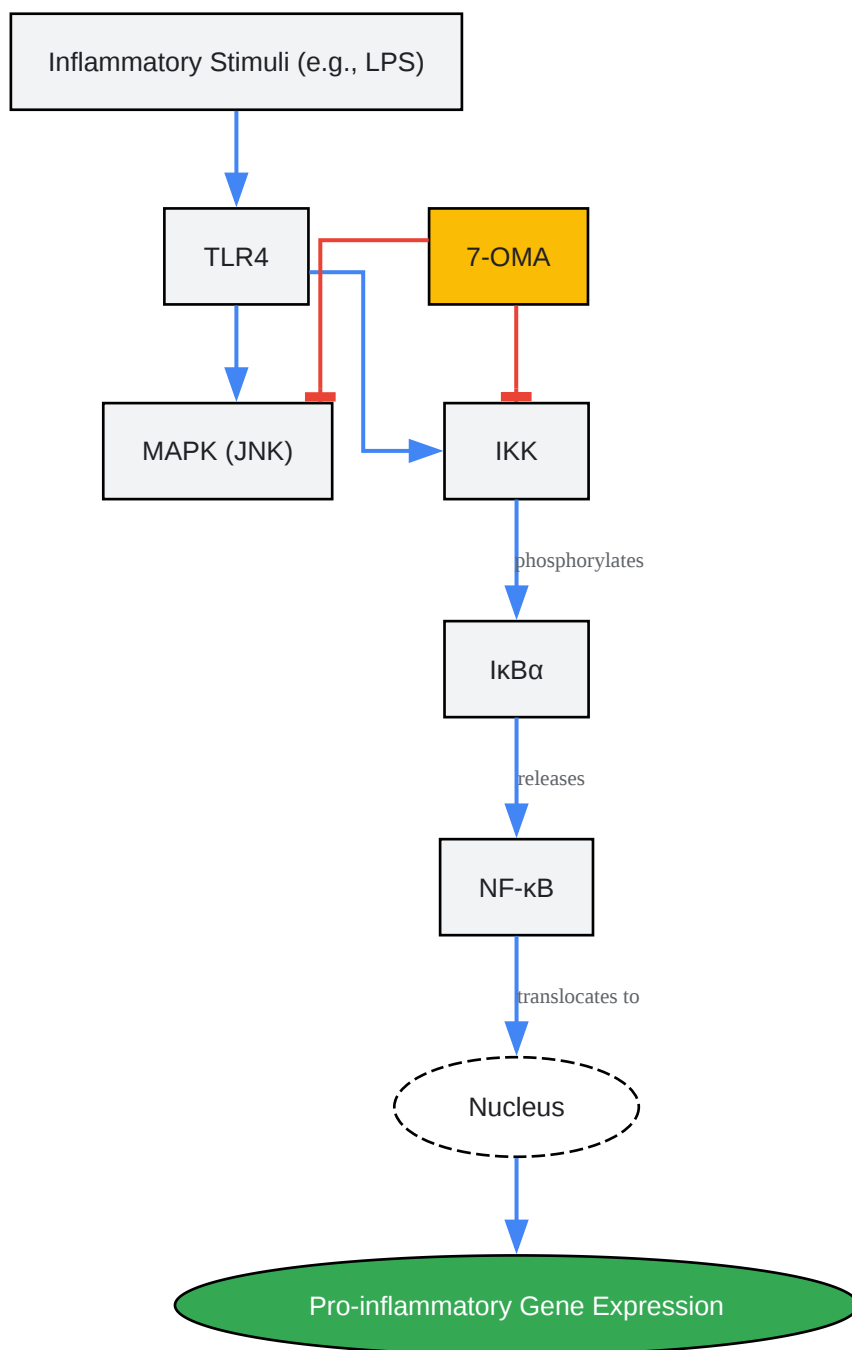 Inflammatory Stimuli (e.g., LPS)
TLR4
7-OMA
MAPK (JNK)
IKK
phosphorylates
IκBα
releases
NF-κB
translocates to
Nucleus
Pro-inflammatory Gene Expression